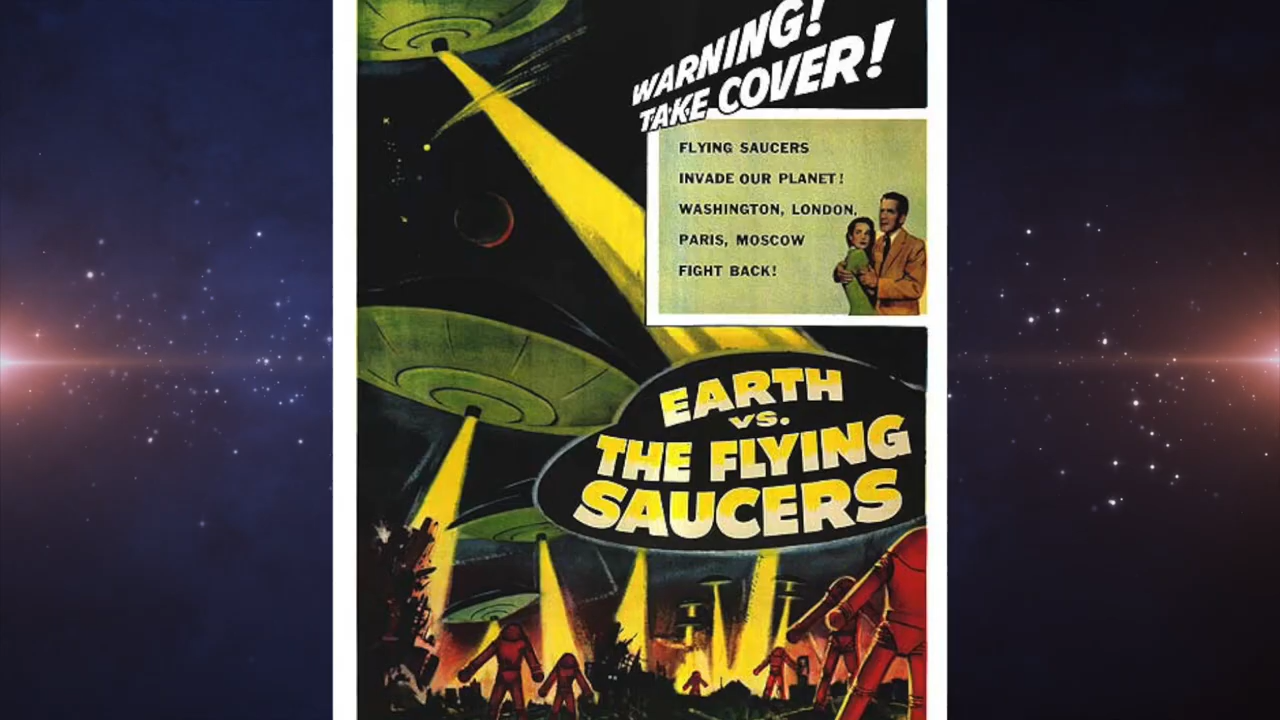 WARNING!
TAKE COVER!
FLYING SAUCERS
INVADE OUR PLANET!
WASHINGTON, LONDON,
PARIS, MOSCOW
FIGHT BACK!
EARTH
VS.
THE FLYING
SAUCERS